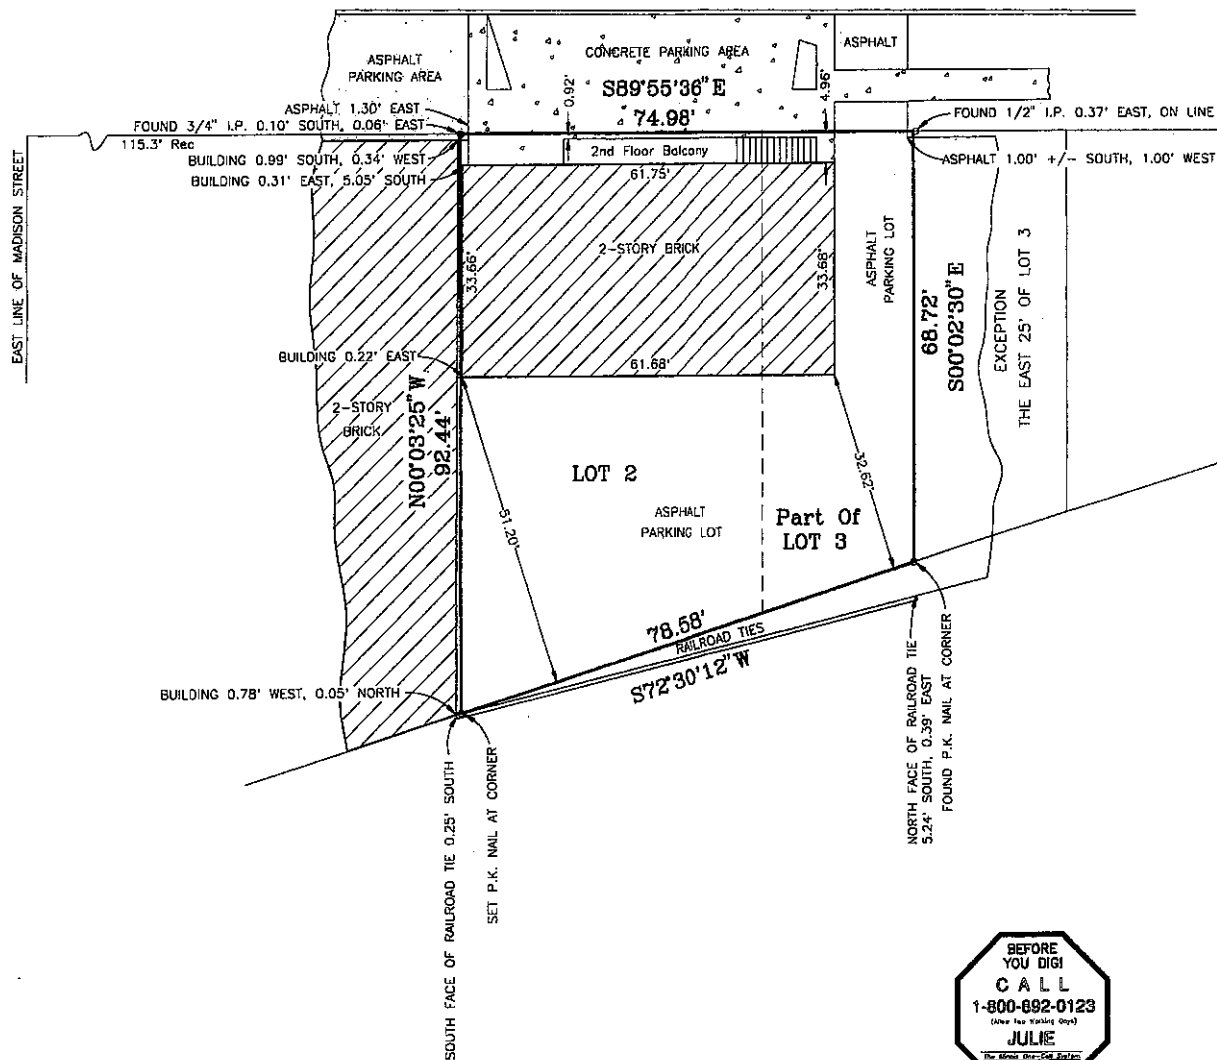 ASPHALT
PARKING AREA
CONCRETE PARKING AREA
ASPHALT
S89°55'36"E
74.98'
0.92'
4.96'
ASPHALT 1.30' EAST
FOUND 3/4" I.P. 0.10' SOUTH, 0.06' EAST
115.3' Rec
BUILDING 0.99' SOUTH, 0.34' WEST
BUILDING 0.31' EAST, 5.05' SOUTH
FOUND 1/2" I.P. 0.37' EAST, ON LINE
ASPHALT 1.00' +/- SOUTH, 1.00' WEST
EAST LINE OF MADISON STREET
2nd Floor Balcony
61.75'
2-STORY BRICK
33.66'
33.68'
ASPHALT
PARKING LOT
68.72'
S00°02'30"E
EXCEPTION
THE EAST 25' OF LOT 3
BUILDING 0.22' EAST
61.68'
2-STORY
BRICK
N00°03'25"W
92.44'
LOT 2
ASPHALT
PARKING LOT
Part Of
LOT 3
51.20'
32.62'
78.58'
RAILROAD TIES
S72°30'12"W
BUILDING 0.78' WEST, 0.05' NORTH
SOUTH FACE OF RAILROAD TIE 0.25' SOUTH
SET P.K. NAIL AT CORNER
NORTH FACE OF RAILROAD TIE
5.24' SOUTH, 0.39' EAST
FOUND P.K. NAIL AT CORNER
BEFORE
YOU DIG!
CALL
1-800-892-0123
JULIE